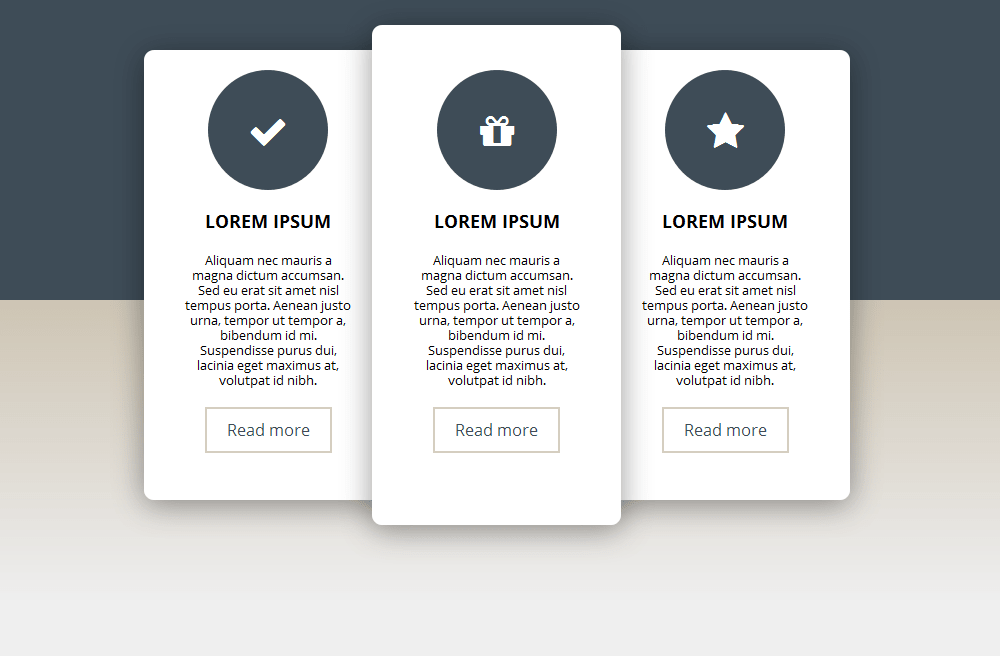 LOREM IPSUM
Aliquam nec mauris a
magna dictum accumsan.
Sed eu erat sit amet nisl
tempus porta. Aenean justo
urna, tempor ut tempor a,
bibendum id mi.
Suspendisse purus dui,
lacinia eget maximus at,
volutpat id nibh.
Read more
LOREM IPSUM
Aliquam nec mauris a
magna dictum accumsan.
Sed eu erat sit amet nisl
tempus porta. Aenean justo
urna, tempor ut tempor a,
bibendum id mi.
Suspendisse purus dui,
lacinia eget maximus at,
volutpat id nibh.
Read more
LOREM IPSUM
Aliquam nec mauris a
magna dictum accumsan.
Sed eu erat sit amet nisl
tempus porta. Aenean justo
urna, tempor ut tempor a,
bibendum id mi.
Suspendisse purus dui,
lacinia eget maximus at,
volutpat id nibh.
Read more